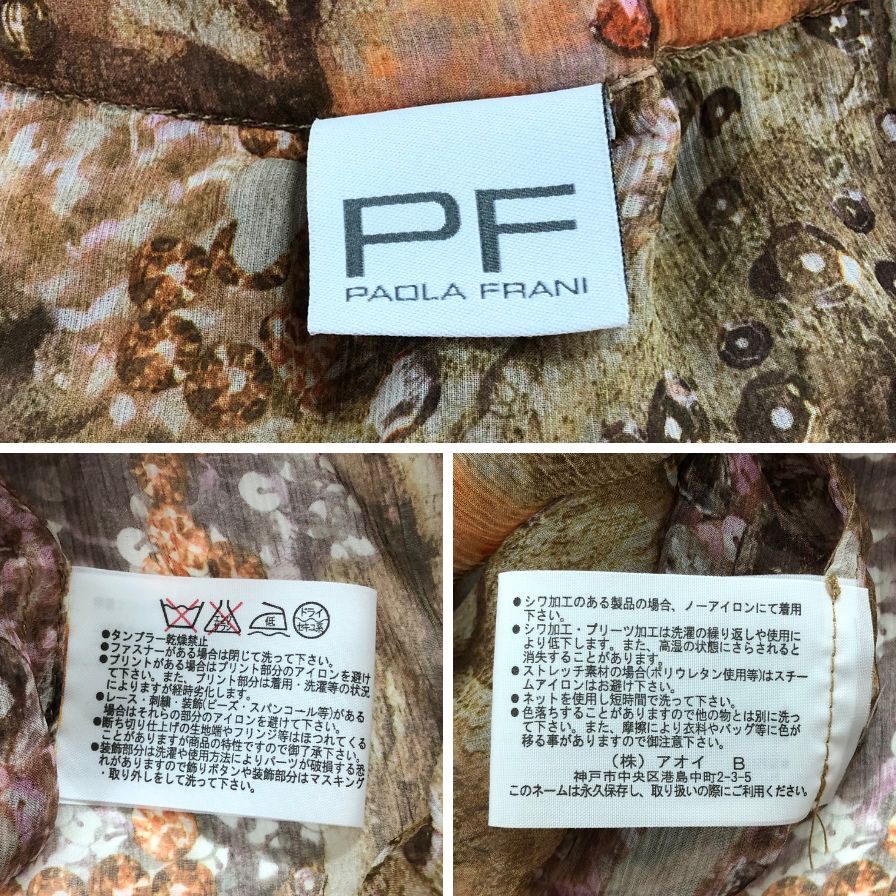 PF
PAOLA FRANI
低
ドライ
セキユ系
●タンブラー乾燥禁止
●ファスナーがある場合は閉じて洗って下さい。
●プリントがある場合はプリント部分のアイロンを避け
て下さい。また、プリント部分は着用・洗濯等の状況
によりますが経時劣化します。
●レース・刺繍・装飾(ビーズ・スパンコール等)がある
場合はそれらの部分のアイロンを避けて下さい。
●断ち切り仕上げの生地端やフリンジ等はほつれてくる
ことがありますが商品の特性ですので御了承下さい。
●装飾部分は洗濯や使用方法によりパーツが破損する恐
れがありますので飾りボタンや装飾部分はマスキング
・取り外しをして洗って下さい。
●シワ加工のある製品の場合、ノーアイロンにて着用
下さい。
●シワ加工・プリーツ加工は洗濯の繰り返しや使用に
より低下します。また、高湿の状態にさらされると
消失することがあります。
●ストレッチ素材の場合(ポリウレタン使用等)はスチー
ムアイロンはお避け下さい。
●ネットを使用し短時間で洗って下さい。
●色落ちすることがありますので他の物とは別に洗っ
て下さい。また、摩擦により衣料やバッグ等に色が
移る事がありますので御注意下さい。
(株)アオイ B
神戸市中央区港島中町2-3-5
このネームは永久保存し、取り扱いの際にご利用ください。